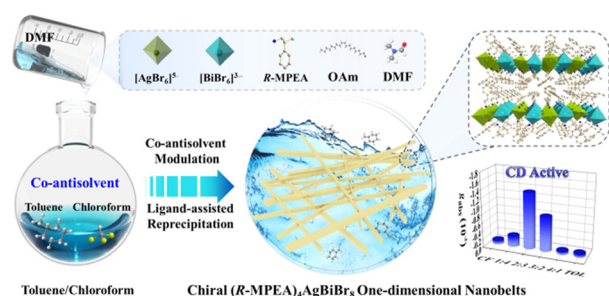 DMF
[AgBr₆]⁵⁻
[BiBr₆]³⁻
R-MPEA
OAm
DMF
Co-antisolvent
Toluene Chloroform
Toluene/Chloroform
Co-antisolvent
Modulation
Ligand-assisted
Reprecipitation
CD Active
CF 1:4 2:3 3:2 4:1 TOL
Chiral (R-MPEA)₄AgBiBr₈ One-dimensional Nanobelts